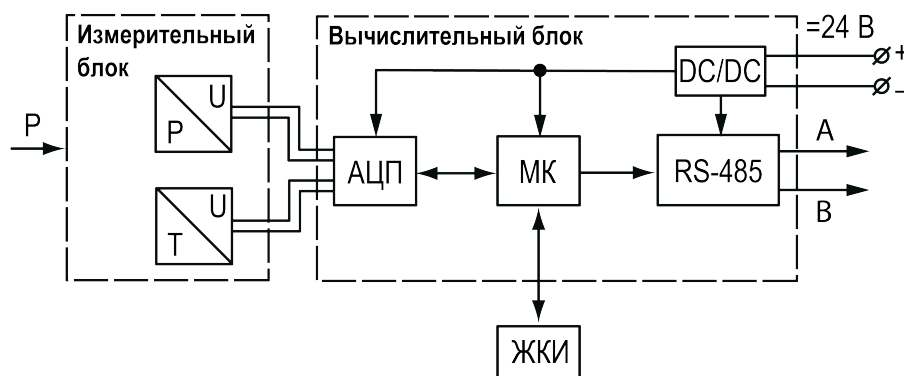 Измерительный
блок
Вычислительный блок
=24 В
+
–
DC/DC
U
P
P
A
АЦП
МК
RS-485
B
U
T
ЖКИ